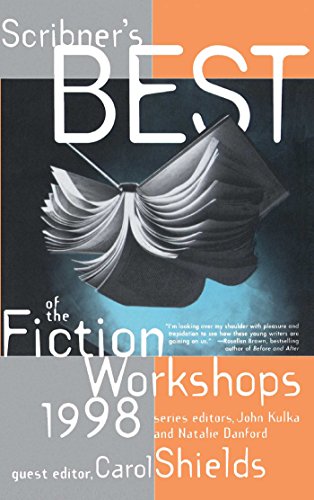 Scribner's
BEST
of the
Fiction
"I'm looking over my shoulder with pleasure and
trepidation to see how these young writers are
gaining on us." —Rosellen Brown, bestselling
author of Before and After
Workshops
1998
series editors, John Kulka
and Natalie Danford
guest editor, Carol Shields